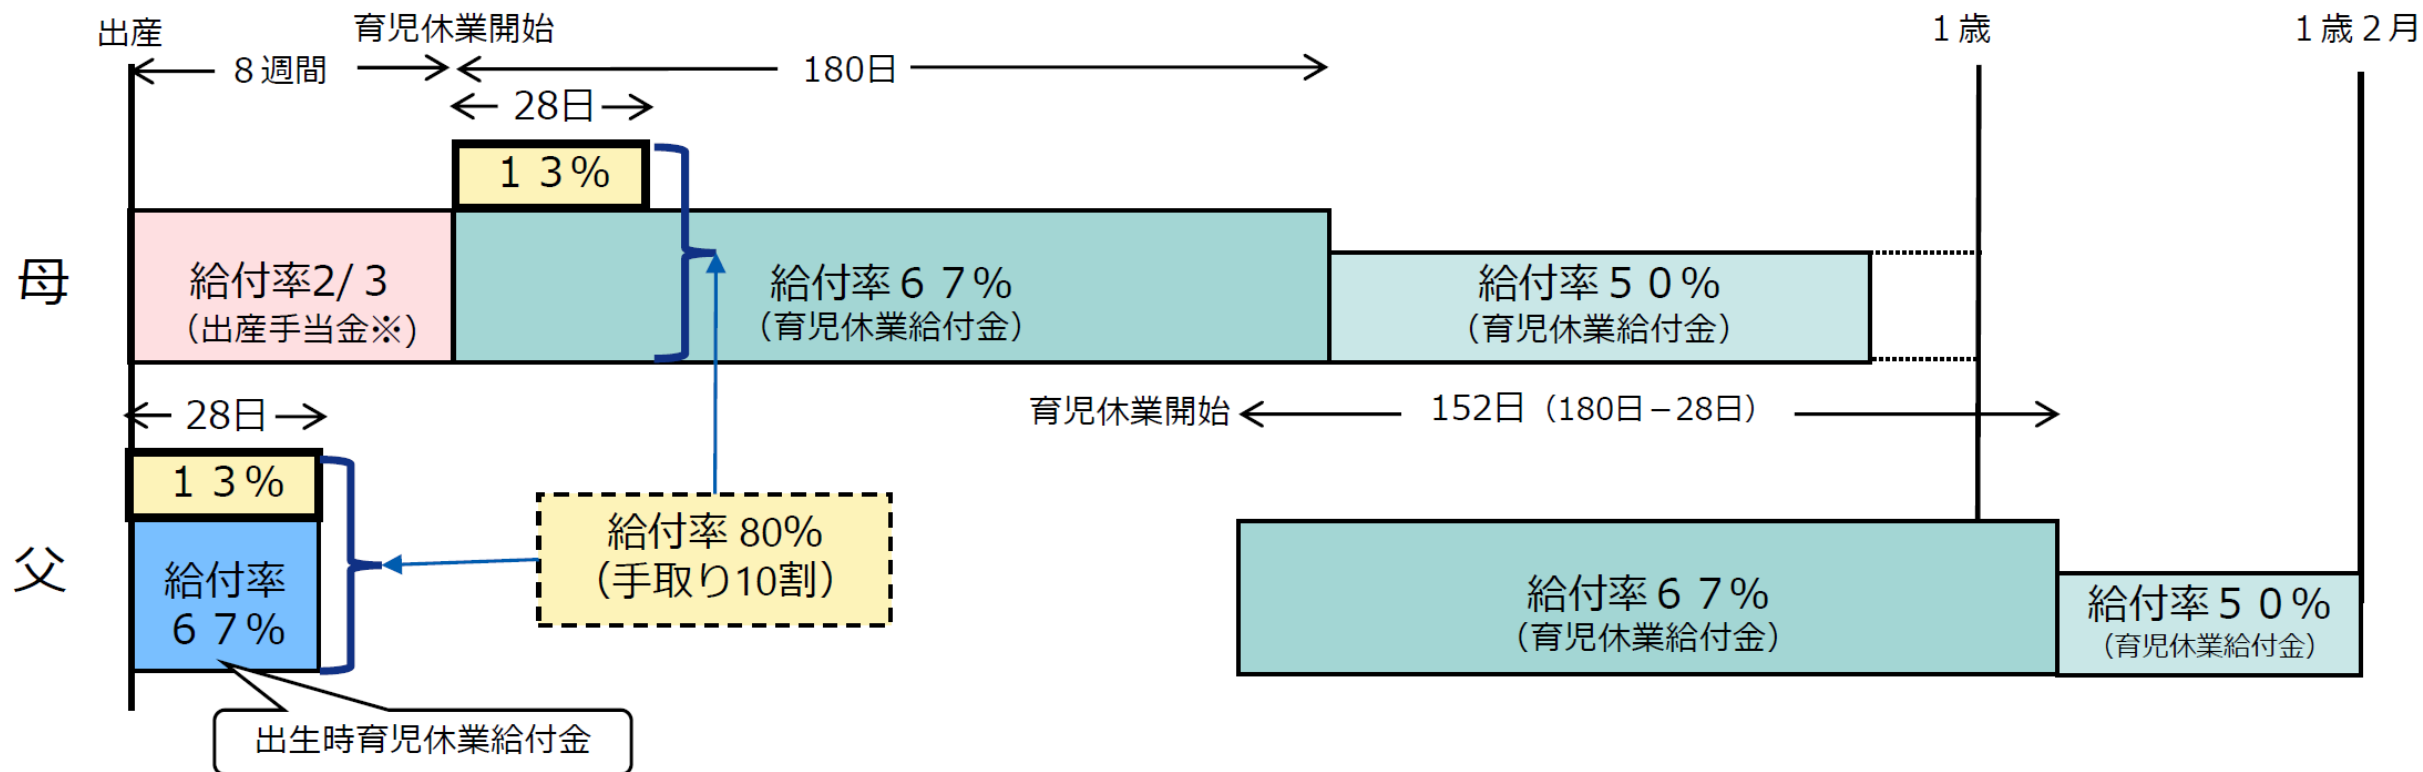 出産
育児休業開始
1歳
1歳2月
8週間
180日
28日
13%
母
給付率2/3
(出産手当金※)
給付率67%
(育児休業給付金)
給付率50%
(育児休業給付金)
28日
育児休業開始
152日(180日-28日)
13%
父
給付率
67%
給付率 80%
(手取り10割)
給付率67%
(育児休業給付金)
給付率50%
(育児休業給付金)
出生時育児休業給付金